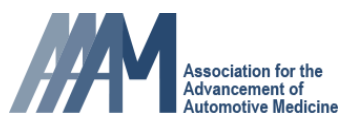 AAAM
Association for the
Advancement of
Automotive Medicine